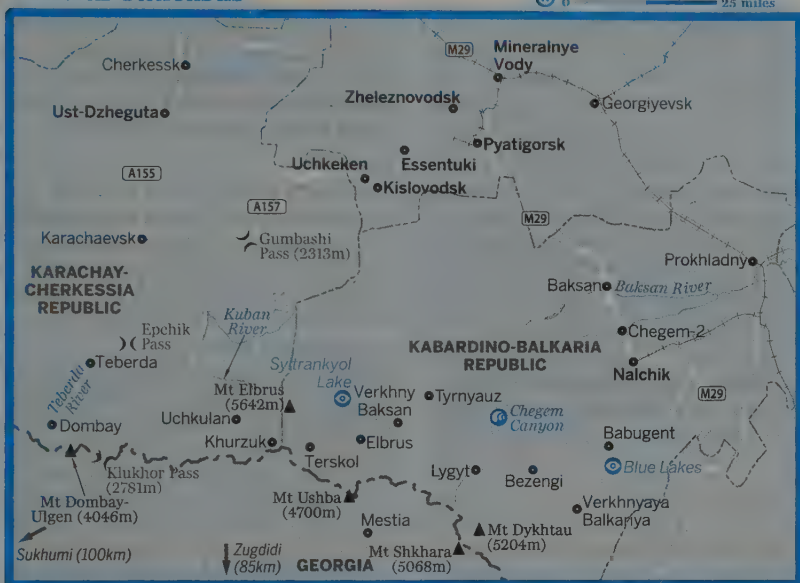 0
25 miles
M29
Mineralnye
Vody
Cherkessk
Zheleznovodsk
Georgiyevsk
Ust-Dzheguta
Pyatigorsk
Essentuki
Uchkeken
Kislovodsk
A155
A157
M29
Karachaevsk
Gumbashi
Pass (2313m)
Prokhladny
KARACHAY-
CHERKESSIA
REPUBLIC
Baksan
Baksan River
Kuban
River
Epchik
Pass
Chegem-2
KABARDINO-BALKARIA
REPUBLIC
Teberda
Syltrankyol
Lake
Nalchik
Teberda
River
Mt Elbrus
(5642m)
Verkhny
Baksan
Tyrnyauz
M29
Chegem
Canyon
Uchkulan
Dombay
Khurzuk
Elbrus
Babugent
Terskol
Klukhor Pass
(2781m)
Lygyt
Bezengi
Blue Lakes
Mt Ushba
(4700m)
Mt Dombay-
Ulgen (4046m)
Verkhnyaya
Balkariya
Mestia
Mt Dykhtau
(5204m)
Sukhumi (100km)
Zugdidi
(85km)
GEORGIA
Mt Shkhara
(5068m)